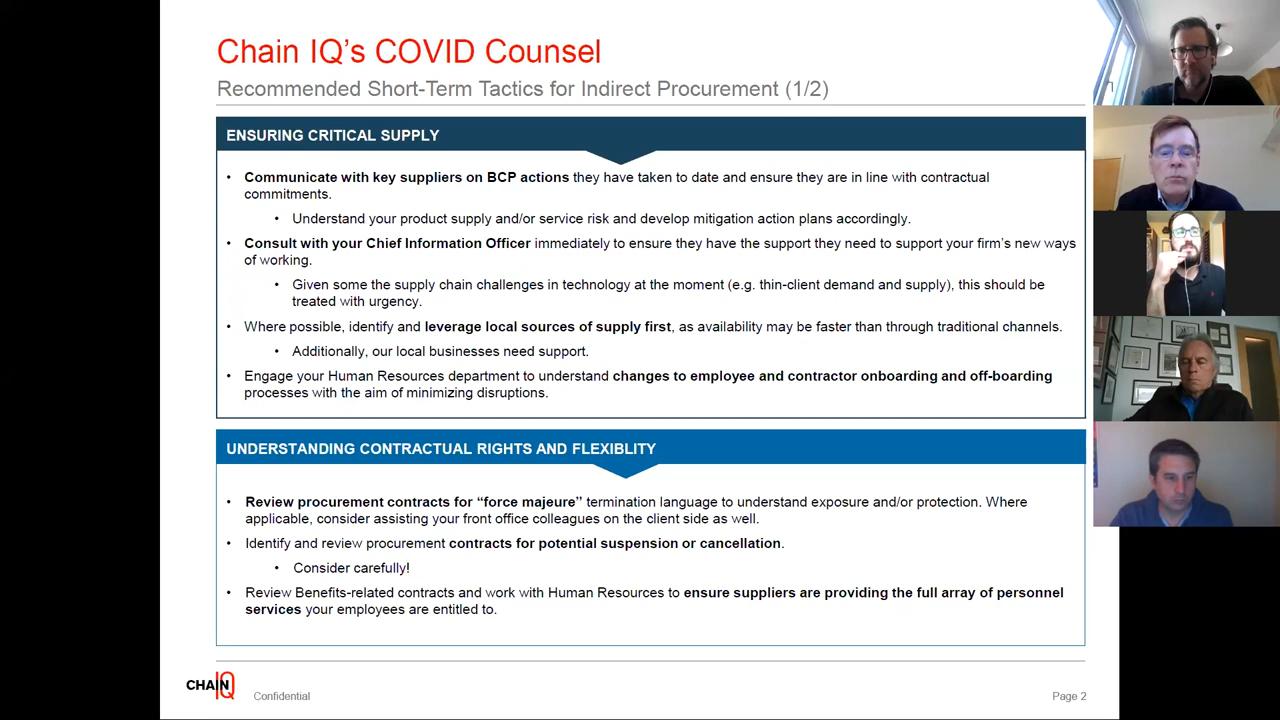 Chain IQ's COVID Counsel
Recommended Short-Term Tactics for Indirect Procurement (1/2)
ENSURING CRITICAL SUPPLY
• Communicate with key suppliers on BCP actions they have taken to date and ensure they are in line with contractual
commitments.
• Understand your product supply and/or service risk and develop mitigation action plans accordingly.
• Consult with your Chief Information Officer immediately to ensure they have the support they need to support your firm's new ways
of working.
• Given some the supply chain challenges in technology at the moment (e.g. thin-client demand and supply), this should be
treated with urgency.
• Where possible, identify and leverage local sources of supply first, as availability may be faster than through traditional channels.
• Additionally, our local businesses need support.
• Engage your Human Resources department to understand changes to employee and contractor onboarding and off-boarding
processes with the aim of minimizing disruptions.
UNDERSTANDING CONTRACTUAL RIGHTS AND FLEXIBLITY
• Review procurement contracts for “force majeure” termination language to understand exposure and/or protection. Where
applicable, consider assisting your front office colleagues on the client side as well.
• Identify and review procurement contracts for potential suspension or cancellation.
• Consider carefully!
• Review Benefits-related contracts and work with Human Resources to ensure suppliers are providing the full array of personnel
services your employees are entitled to.
CHAIN IQ
Confidential
Page 2